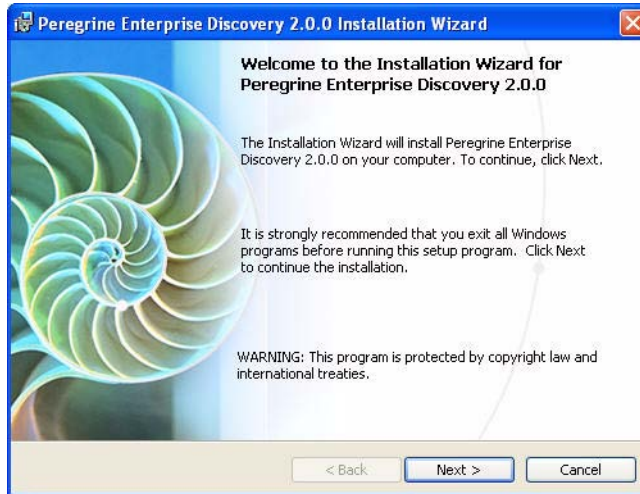 Peregrine Enterprise Discovery 2.0.0 Installation Wizard
Welcome to the Installation Wizard for
Peregrine Enterprise Discovery 2.0.0
The Installation Wizard will install Peregrine Enterprise
Discovery 2.0.0 on your computer. To continue, click Next.
It is strongly recommended that you exit all Windows
programs before running this setup program. Click Next
to continue the installation.
WARNING: This program is protected by copyright law and
international treaties.
< Back
Next >
Cancel